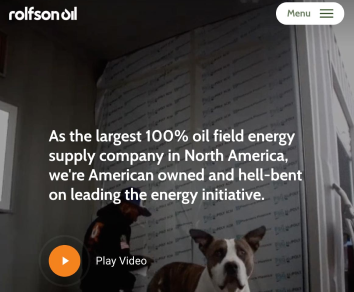 rolfson oil
Menu
As the largest 100% oil field energy
supply company in North America,
we're American owned and hell-bent
on leading the energy initiative.
Play Video